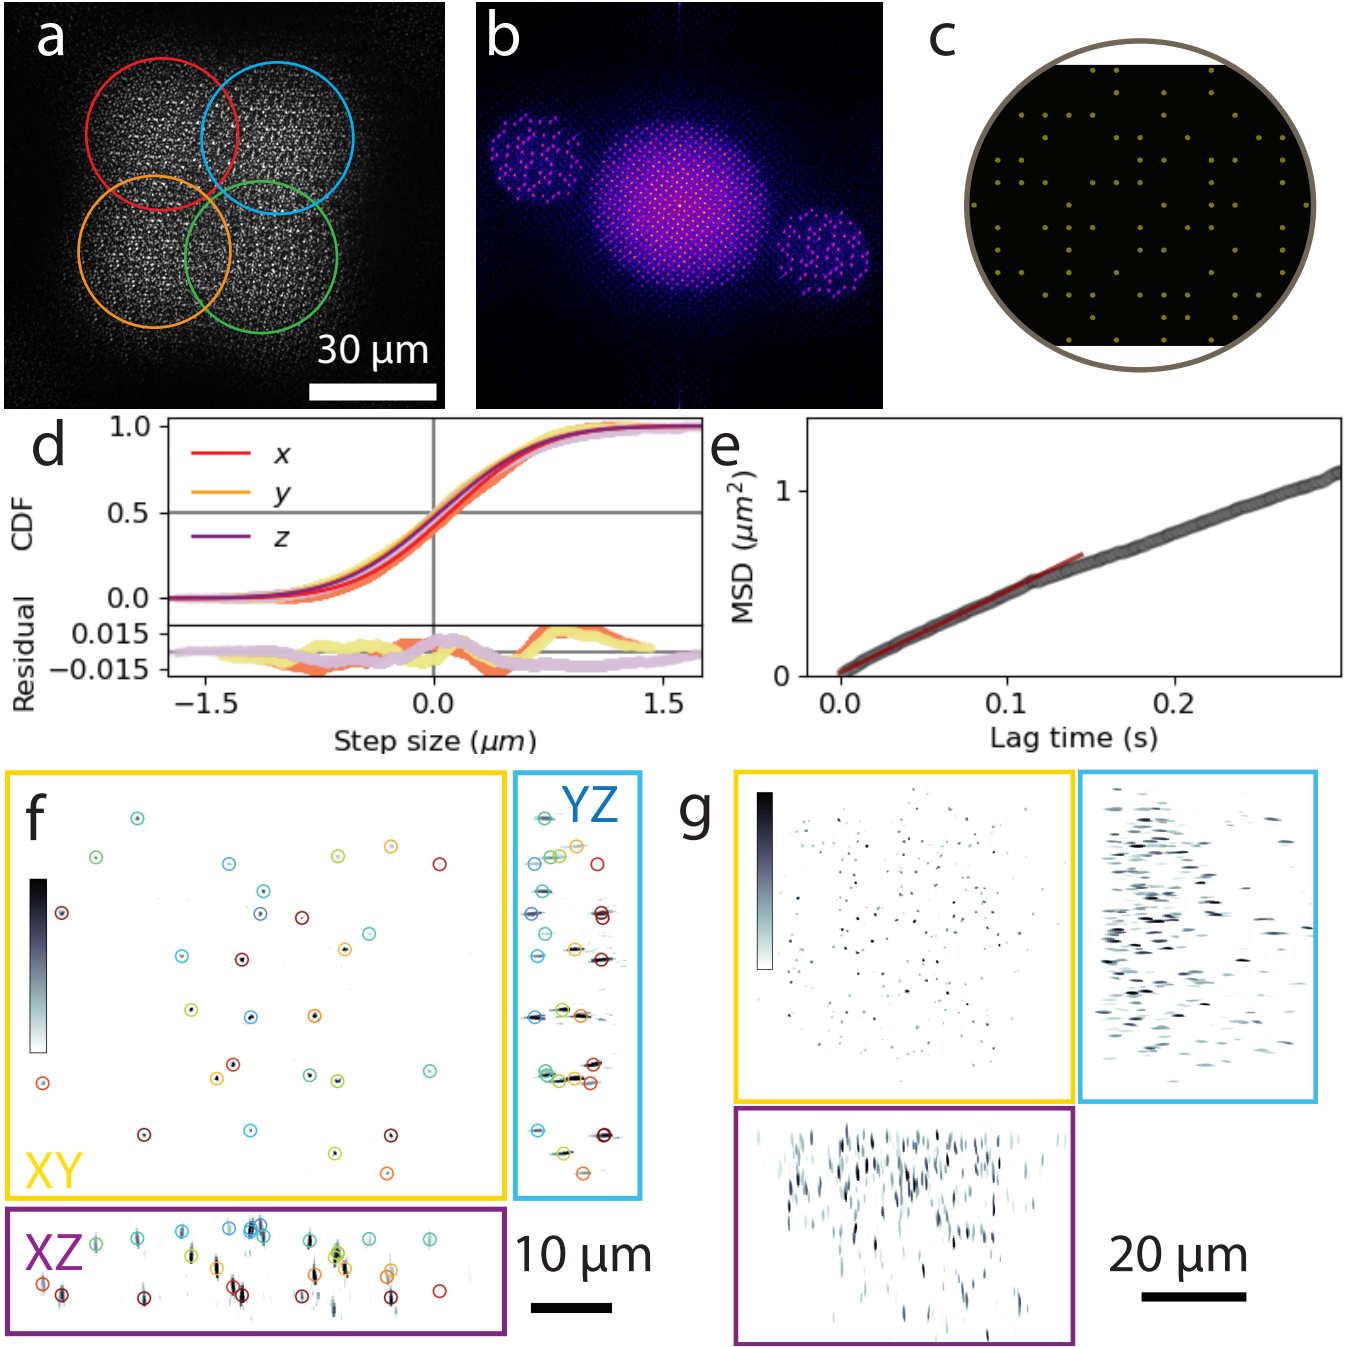 a
b
c
30 µm
d
1.0
0.5
0.0
CDF
x
y
z
Residual
0.015
−0.015
−1.5
0.0
1.5
Step size (µm)
e
MSD (µm²)
1
0
0.0
0.1
0.2
Lag time (s)
f
XY
YZ
XZ
10 µm
g
20 µm